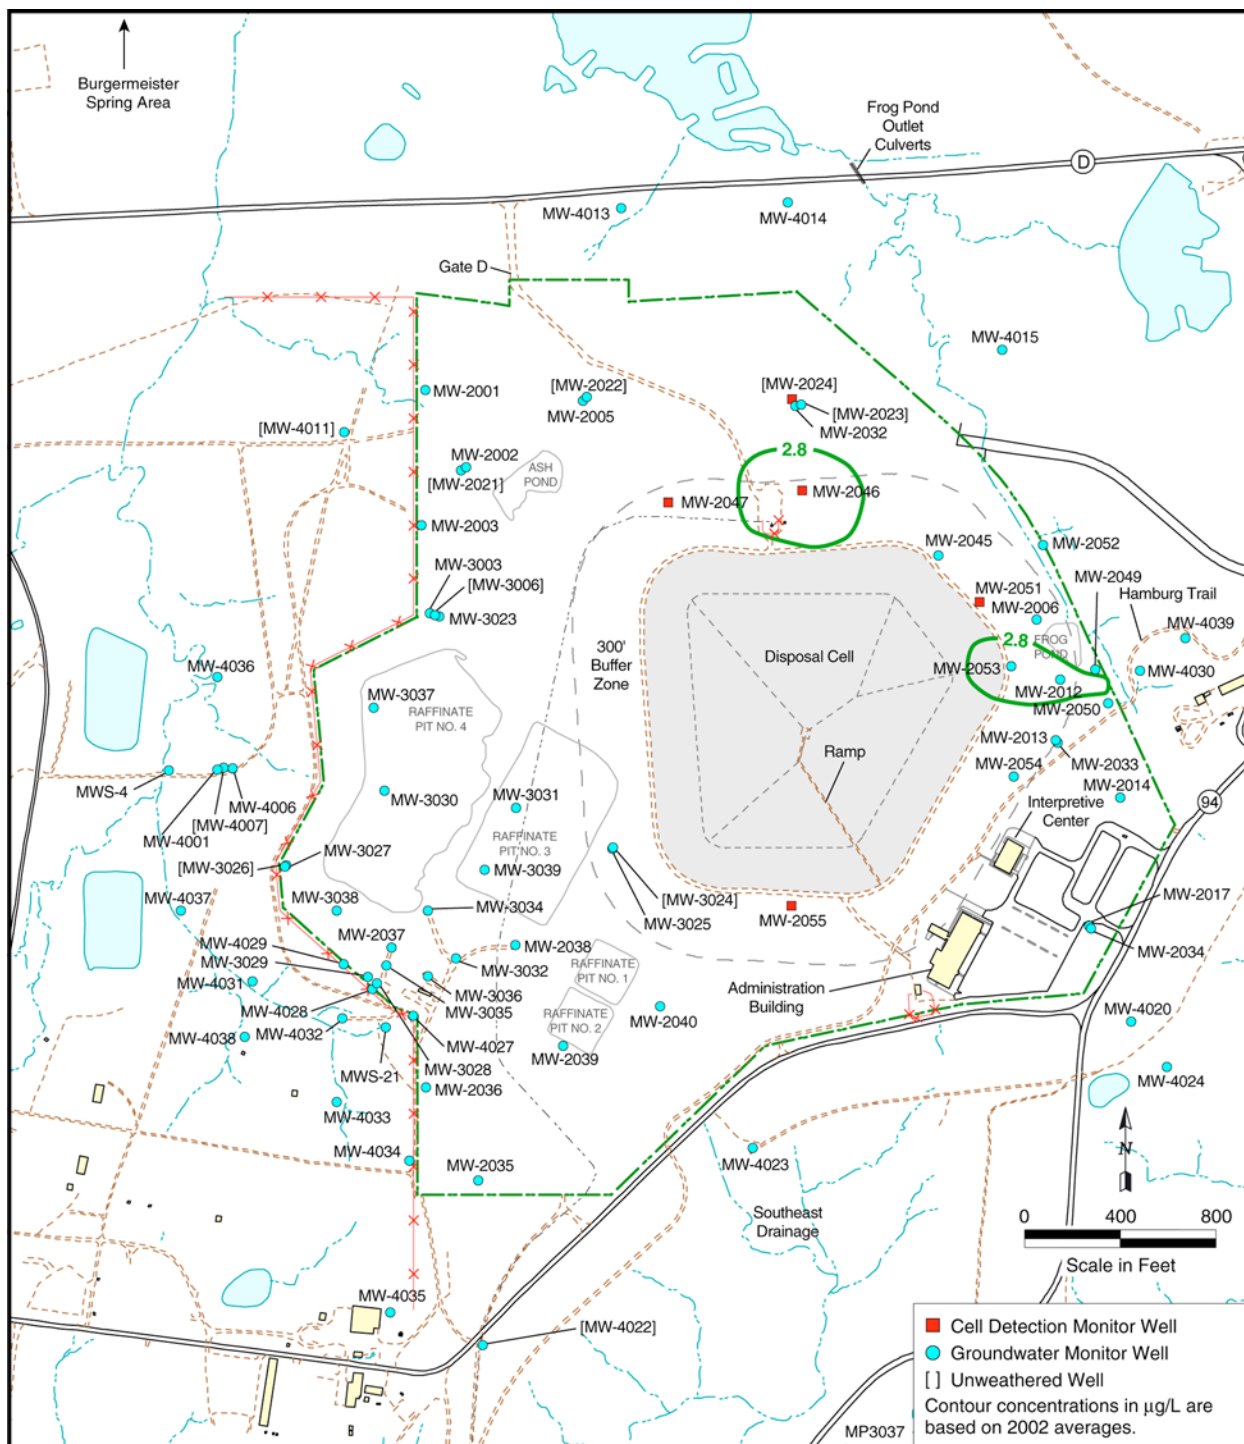 Burgermeister
Spring Area
Frog Pond
Outlet
Culverts
D
MW-4013
MW-4014
Gate D
MW-4015
MW-2001
[MW-2022]
MW-2005
[MW-2024]
[MW-2023]
MW-2032
[MW-4011]
MW-2002
[MW-2021]
ASH
POND
2.8
MW-2046
MW-2047
MW-2003
MW-2045
MW-2052
MW-3003
[MW-3006]
MW-3023
MW-2051
MW-2006
MW-2049
Hamburg Trail
MW-4039
2.8
FROG
POND
300'
Buffer
Zone
Disposal Cell
MW-2053
MW-2012
MW-4030
MW-2050
MW-4036
MW-3037
RAFFINATE
PIT NO. 4
MW-2013
MW-2033
Ramp
MW-2054
MW-2014
MWS-4
MW-4006
[MW-4007]
MW-4001
MW-3030
MW-3031
RAFFINATE
PIT NO. 3
Interpretive
Center
94
[MW-3026]
MW-3027
MW-3039
[MW-3024]
MW-3025
MW-4037
MW-3038
MW-3034
MW-2055
MW-2017
MW-2034
MW-4029
MW-2037
MW-2038
MW-3029
MW-3032
RAFFINATE
PIT NO. 1
MW-4031
MW-3036
MW-3035
Administration
Building
MW-4028
MW-4032
MW-4038
MW-4027
MW-3028
RAFFINATE
PIT NO. 2
MW-2040
MW-4020
MWS-21
MW-2039
MW-2036
MW-4024
MW-4033
MW-4034
MW-4023
MW-2035
N
Southeast
Drainage
0 400 800
Scale in Feet
MW-4035
[MW-4022]
Cell Detection Monitor Well
Groundwater Monitor Well
[ ] Unweathered Well
Contour concentrations in µg/L are
based on 2002 averages.
MP3037